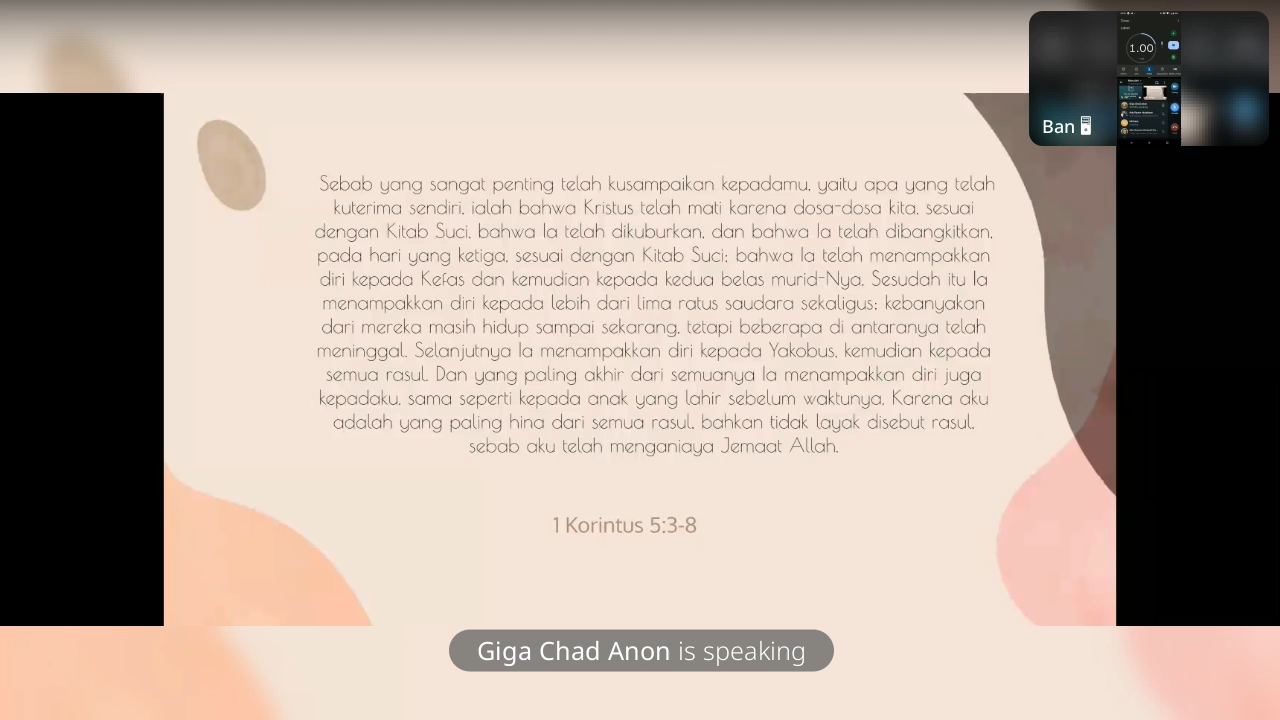 1.00
Ban
Sebab yang sangat penting telah kusampaikan kepadamu, yaitu apa yang telah
kuterima sendiri, ialah bahwa Kristus telah mati karena dosa-dosa kita, sesuai
dengan Kitab Suci, bahwa Ia telah dikuburkan, dan bahwa Ia telah dibangkitkan,
pada hari yang ketiga, sesuai dengan Kitab Suci; bahwa Ia telah menampakkan
diri kepada Kefas dan kemudian kepada kedua belas murid-Nya. Sesudah itu Ia
menampakkan diri kepada lebih dari lima ratus saudara sekaligus; kebanyakan
dari mereka masih hidup sampai sekarang, tetapi beberapa di antaranya telah
meninggal. Selanjutnya Ia menampakkan diri kepada Yakobus, kemudian kepada
semua rasul. Dan yang paling akhir dari semuanya Ia menampakkan diri juga
kepadaku, sama seperti kepada anak yang lahir sebelum waktunya. Karena aku
adalah yang paling hina dari semua rasul, bahkan tidak layak disebut rasul,
sebab aku telah menganiaya Jemaat Allah.
1 Korintus 5:3-8
Giga Chad Anon is speaking